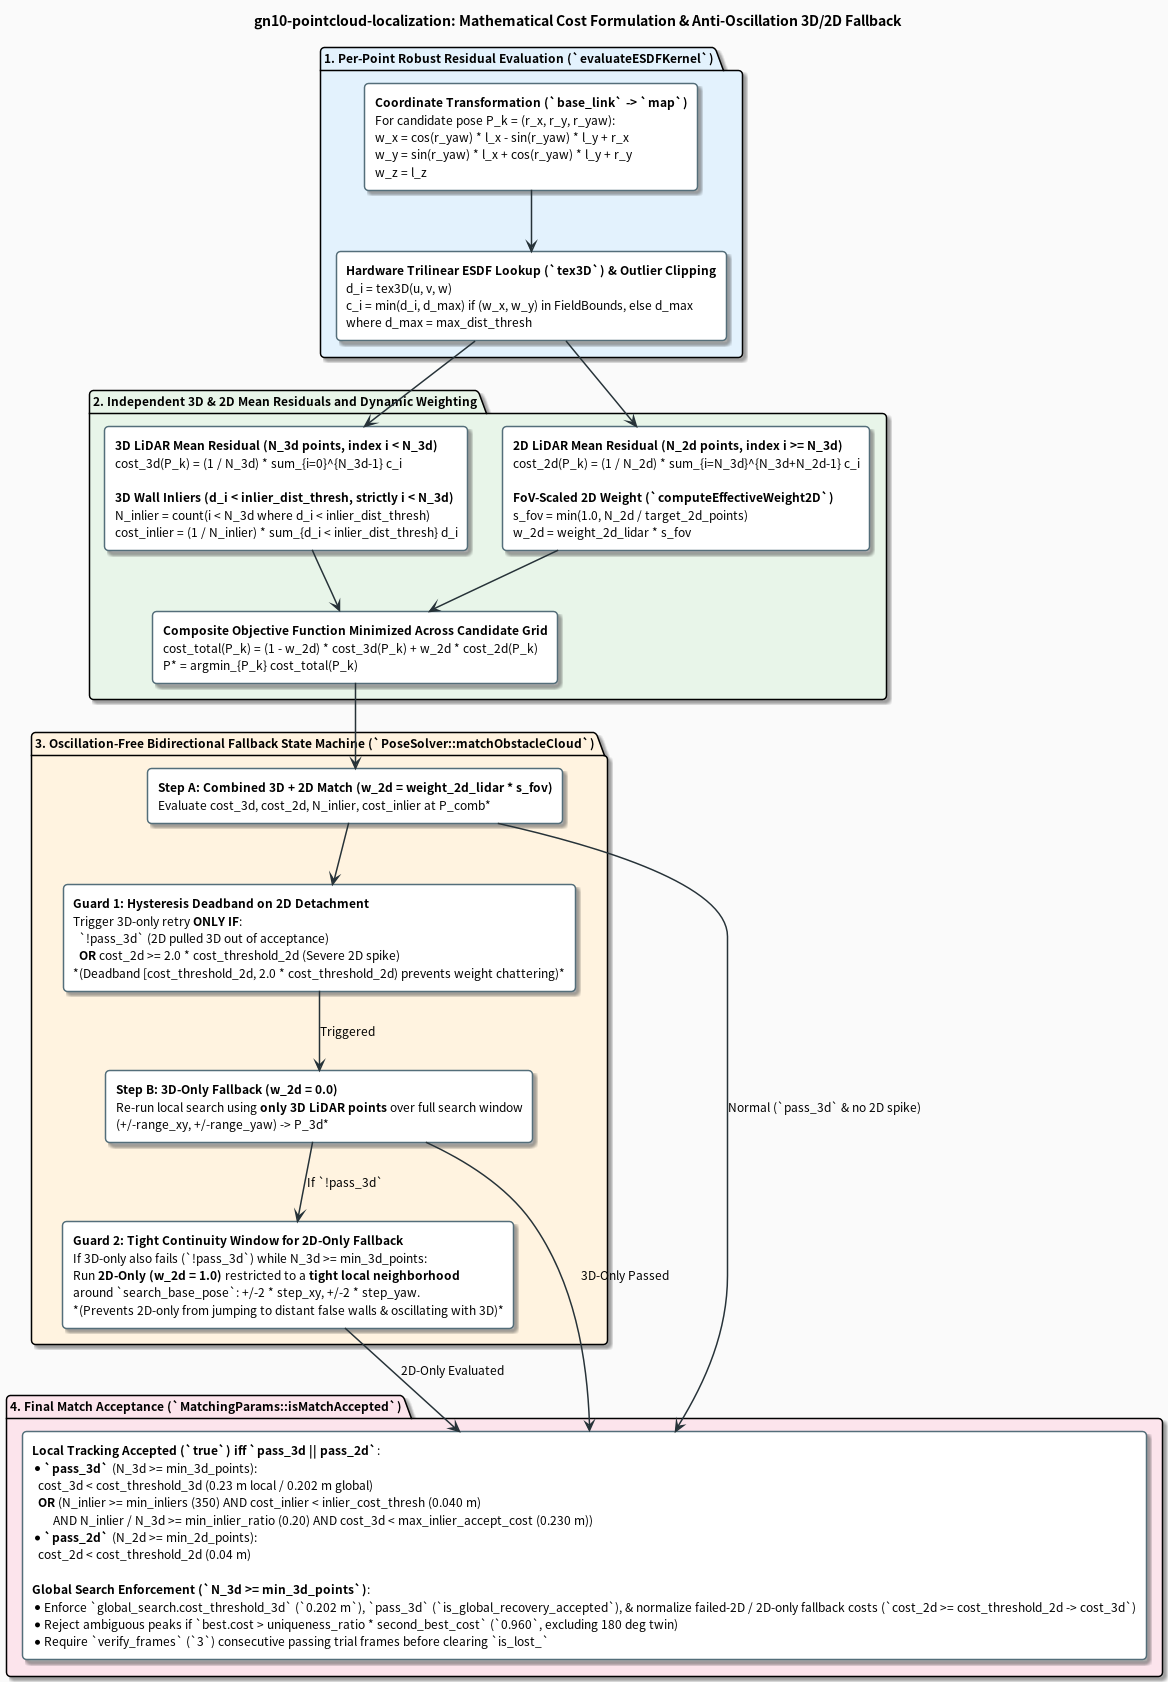 gn10-pointcloud-localization: Mathematical Cost Formulation & Anti-Oscillation 3D/2D Fallback
1. Per-Point Robust Residual Evaluation (`evaluateESDFKernel`)
Coordinate Transformation (`base_link` -> `map`)
For candidate pose P_k = (r_x, r_y, r_yaw):
w_x = cos(r_yaw) * l_x - sin(r_yaw) * l_y + r_x
w_y = sin(r_yaw) * l_x + cos(r_yaw) * l_y + r_y
w_z = l_z
Hardware Trilinear ESDF Lookup (`tex3D`) & Outlier Clipping
d_i = tex3D(u, v, w)
c_i = min(d_i, d_max) if (w_x, w_y) in FieldBounds, else d_max
where d_max = max_dist_thresh
2. Independent 3D & 2D Mean Residuals and Dynamic Weighting
3D LiDAR Mean Residual (N_3d points, index i < N_3d)
cost_3d(P_k) = (1 / N_3d) * sum_{i=0}^{N_3d-1} c_i
3D Wall Inliers (d_i < inlier_dist_thresh, strictly i < N_3d)
N_inlier = count(i < N_3d where d_i < inlier_dist_thresh)
cost_inlier = (1 / N_inlier) * sum_{d_i < inlier_dist_thresh} d_i
2D LiDAR Mean Residual (N_2d points, index i >= N_3d)
cost_2d(P_k) = (1 / N_2d) * sum_{i=N_3d}^{N_3d+N_2d-1} c_i
FoV-Scaled 2D Weight (`computeEffectiveWeight2D`)
s_fov = min(1.0, N_2d / target_2d_points)
w_2d = weight_2d_lidar * s_fov
Composite Objective Function Minimized Across Candidate Grid
cost_total(P_k) = (1 - w_2d) * cost_3d(P_k) + w_2d * cost_2d(P_k)
P* = argmin_{P_k} cost_total(P_k)
3. Oscillation-Free Bidirectional Fallback State Machine (`PoseSolver::matchObstacleCloud`)
Step A: Combined 3D + 2D Match (w_2d = weight_2d_lidar * s_fov)
Evaluate cost_3d, cost_2d, N_inlier, cost_inlier at P_comb*
Guard 1: Hysteresis Deadband on 2D Detachment
Trigger 3D-only retry ONLY IF:
`!pass_3d` (2D pulled 3D out of acceptance)
OR cost_2d >= 2.0 * cost_threshold_2d (Severe 2D spike)
*(Deadband [cost_threshold_2d, 2.0 * cost_threshold_2d) prevents weight chattering)*
Triggered
Step B: 3D-Only Fallback (w_2d = 0.0)
Re-run local search using only 3D LiDAR points over full search window
(+/-range_xy, +/-range_yaw) -> P_3d*
Normal (`pass_3d` & no 2D spike)
If `!pass_3d`
Guard 2: Tight Continuity Window for 2D-Only Fallback
If 3D-only also fails (`!pass_3d`) while N_3d >= min_3d_points:
Run 2D-Only (w_2d = 1.0) restricted to a tight local neighborhood
around `search_base_pose`: +/-2 * step_xy, +/-2 * step_yaw.
*(Prevents 2D-only from jumping to distant false walls & oscillating with 3D)*
3D-Only Passed
2D-Only Evaluated
4. Final Match Acceptance (`MatchingParams::isMatchAccepted`)
Local Tracking Accepted (`true`) iff `pass_3d || pass_2d`:
• `pass_3d` (N_3d >= min_3d_points):
cost_3d < cost_threshold_3d (0.23 m local / 0.202 m global)
OR (N_inlier >= min_inliers (350) AND cost_inlier < inlier_cost_thresh (0.040 m)
AND N_inlier / N_3d >= min_inlier_ratio (0.20) AND cost_3d < max_inlier_accept_cost (0.230 m))
• `pass_2d` (N_2d >= min_2d_points):
cost_2d < cost_threshold_2d (0.04 m)
Global Search Enforcement (`N_3d >= min_3d_points`):
• Enforce `global_search.cost_threshold_3d` (`0.202 m`), `pass_3d` (`is_global_recovery_accepted`), & normalize failed-2D / 2D-only fallback costs (`cost_2d >= cost_threshold_2d -> cost_3d`)
• Reject ambiguous peaks if `best.cost > uniqueness_ratio * second_best_cost` (`0.960`, excluding 180 deg twin)
• Require `verify_frames` (`3`) consecutive passing trial frames before clearing `is_lost_`